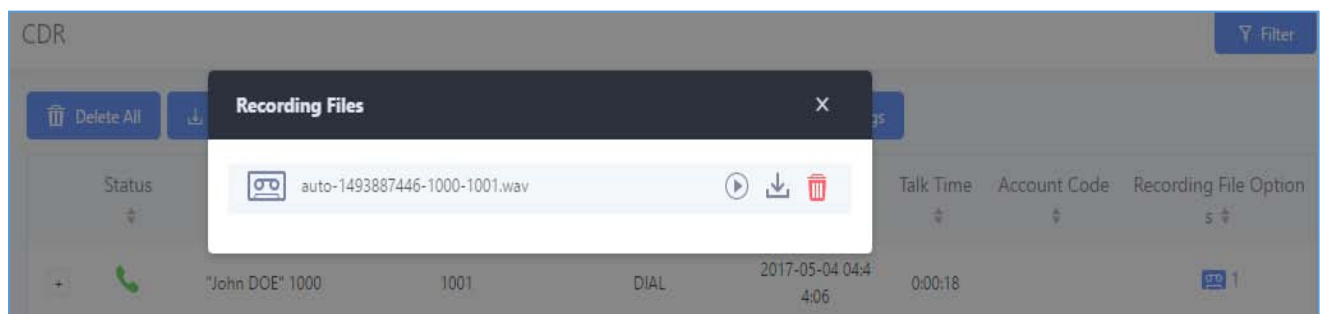 CDR
Filter
Delete All
Recording Files
X
gs
auto-1493887446-1000-1001.wav
Status
Talk Time
Account Code
Recording File Option
s
+
"John DOE" 1000
1001
DIAL
2017-05-04 04:4
4:06
0:00:18
1